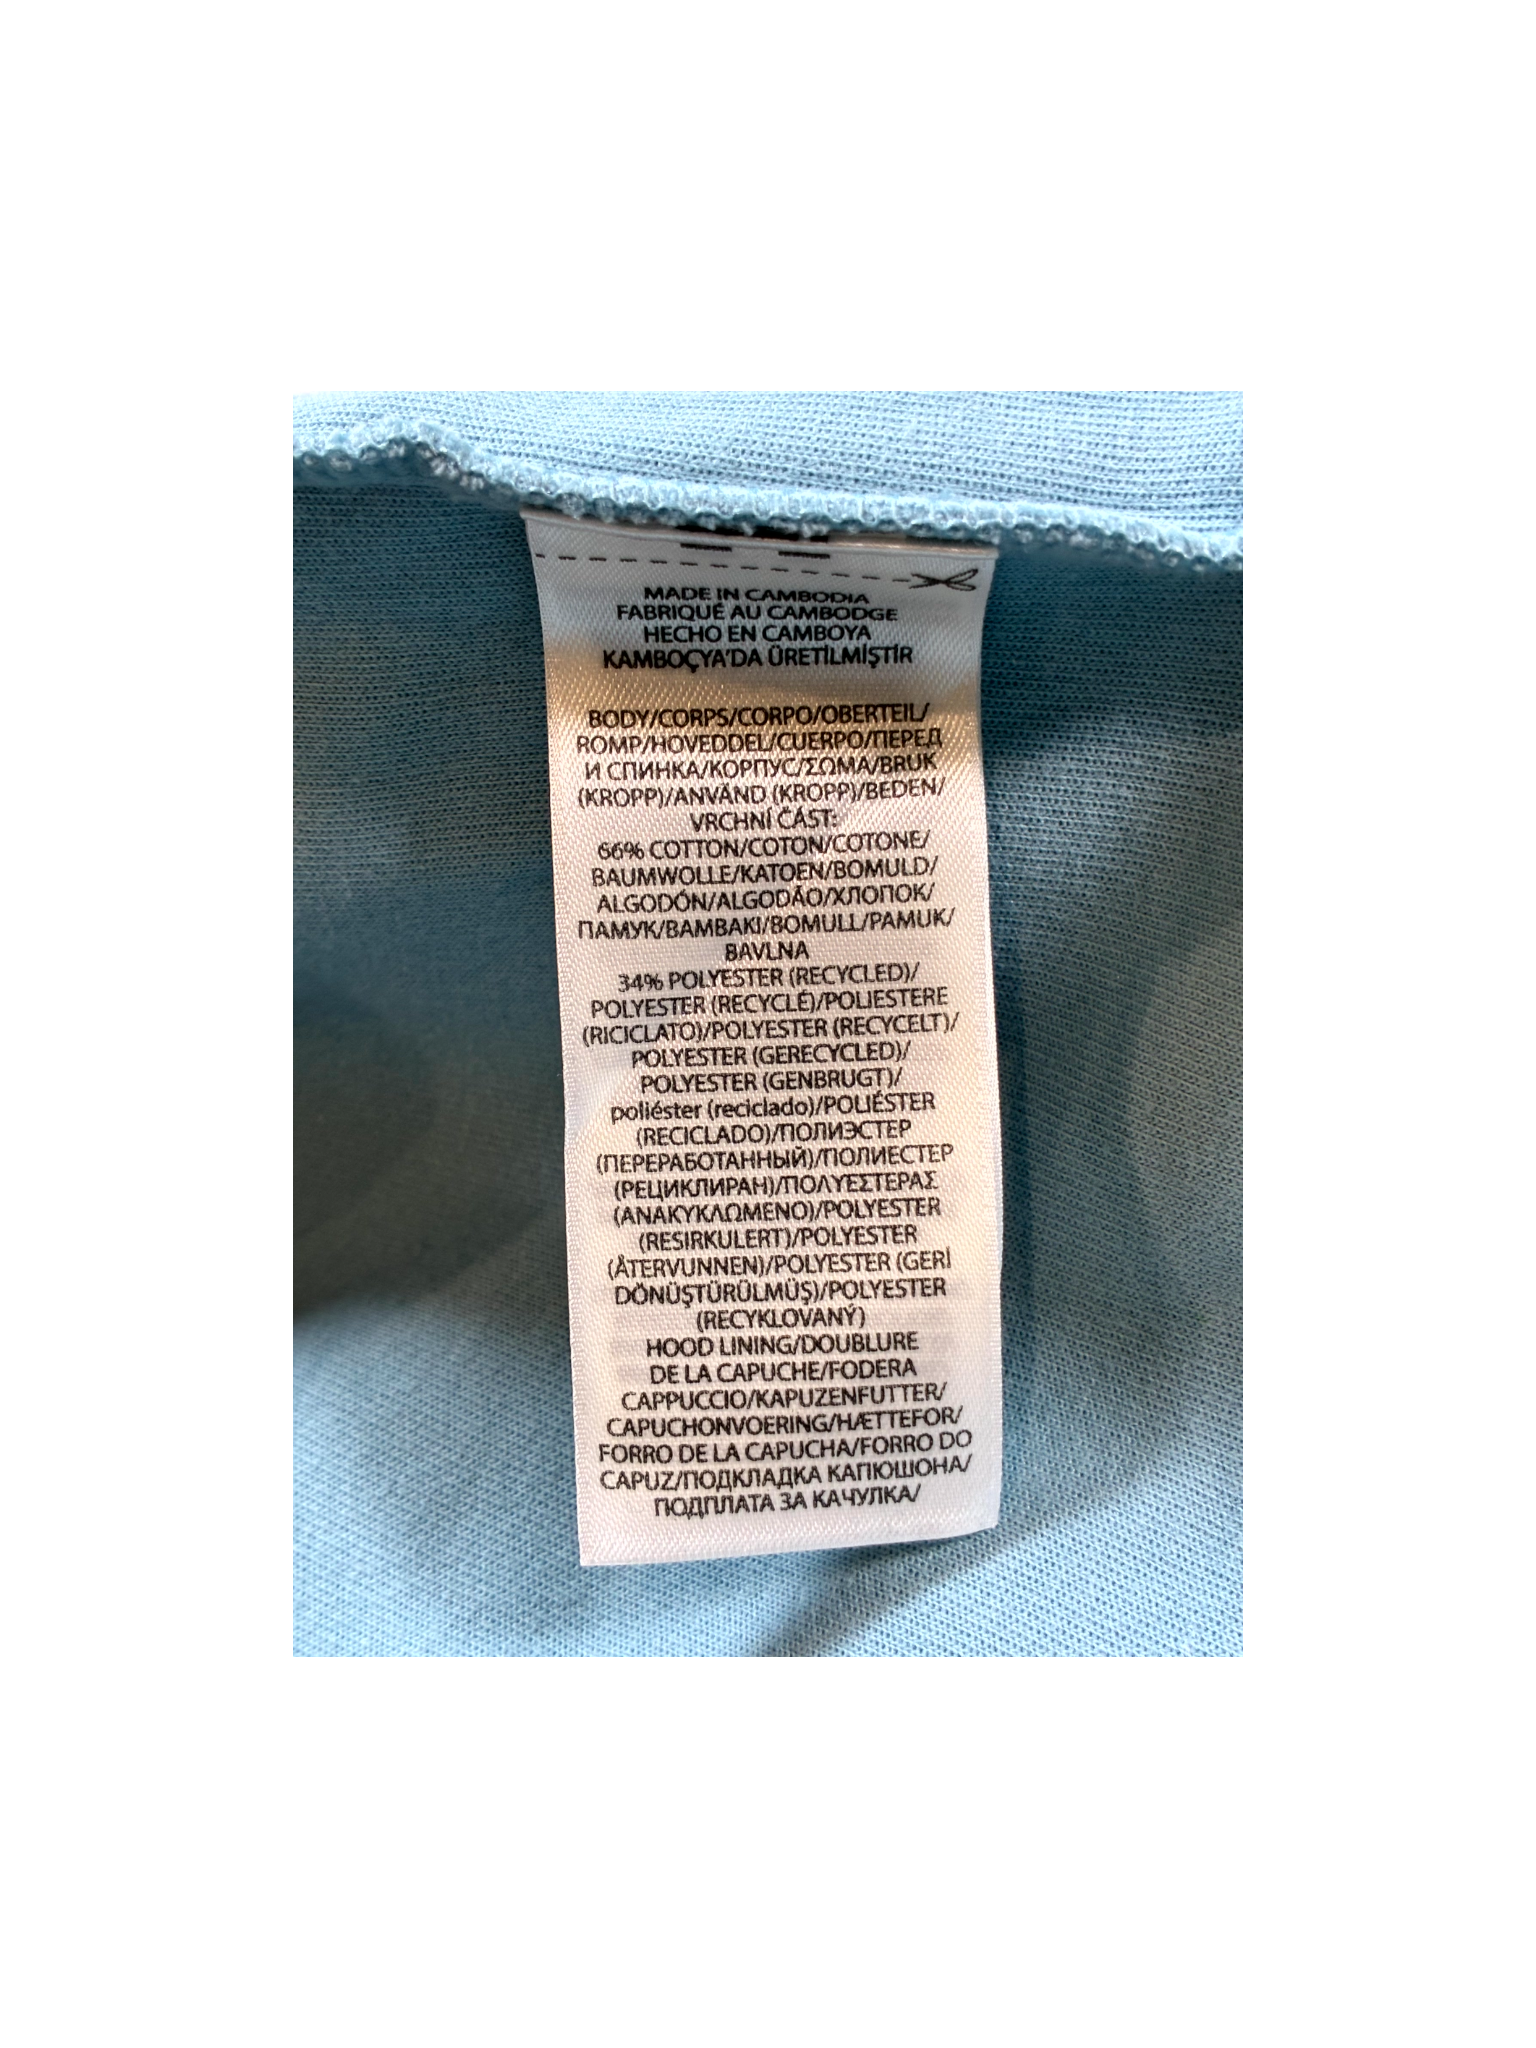 MADE IN CAMBODIA
FABRIQUÉ AU CAMBODGE
HECHO EN CAMBOYA
KAMBOÇYA'DA ÜRETİLMİŞTİR
BODY/CORPS/CORPO/OBERTEIL/
ROMP/HOVEDDEL/CUERPO/ПЕРЕД
И СПИНКА/КОРПУС/ΣΩΜΑ/BRUK
(KROPP)/ANVÄND (KROPP)/BEDEN/
VRCHNÍ ČÁST:
66% COTTON/COTON/COTONE/
BAUMWOLLE/KATOEN/BOMULD/
ALGODÓN/ALGODÃO/ХЛОПОК/
ПАМУК/BAMBAKI/BOMULL/PAMUK/
BAVLNA
34% POLYESTER (RECYCLED)/
POLYESTER (RECYCLÉ)/POLIESTERE
(RICICLATO)/POLYESTER (RECYCELT)/
POLYESTER (GERECYCLED)/
POLYESTER (GENBRUGT)/
poliéster (reciclado)/POLIÉSTER
(RECICLADO)/ПОЛИЭСТЕР
(ПЕРЕРАБОТАННЫЙ)/ПОЛИЕСТЕР
(РЕЦИКЛИРАН)/ΠΟΛΥΕΣΤΕΡΑΣ
(ΑΝΑΚΥΚΛΩΜΕΝΟ)/POLYESTER
(RESIRKULERT)/POLYESTER
(ÅTERVUNNEN)/POLYESTER (GERİ
DÖNÜŞTÜRÜLMÜŞ)/POLYESTER
(RECYKLOVANÝ)
HOOD LINING/DOUBLURE
DE LA CAPUCHE/FODERA
CAPPUCCIO/KAPUZENFUTTER/
CAPUCHONVOERING/HÆTTEFOR/
FORRO DE LA CAPUCHA/FORRO DO
CAPUZ/ПОДКЛАДКА КАПЮШОНА/
ПОДПЛАТА ЗА КАЧУЛКА/